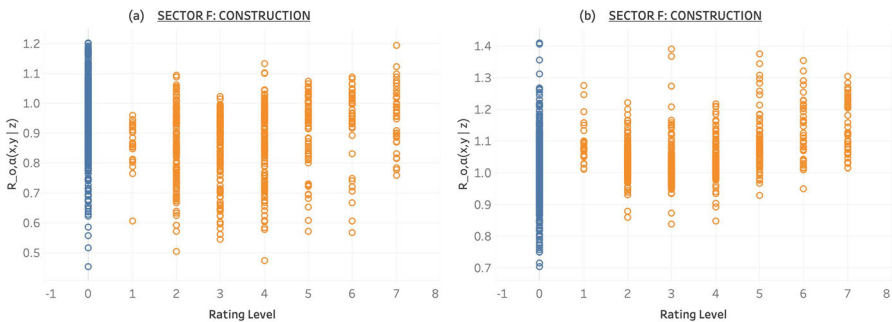 (a) SECTOR F: CONSTRUCTION
1.2
1.1
1.0
0.9
0.8
0.7
0.6
0.5
R_o,α(x,y | z)
-1 0 1 2 3 4 5 6 7 8
Rating Level
(b) SECTOR F: CONSTRUCTION
1.4
1.3
1.2
1.1
1.0
0.9
0.8
0.7
R_o,α(x,y | z)
-1 0 1 2 3 4 5 6 7 8
Rating Level